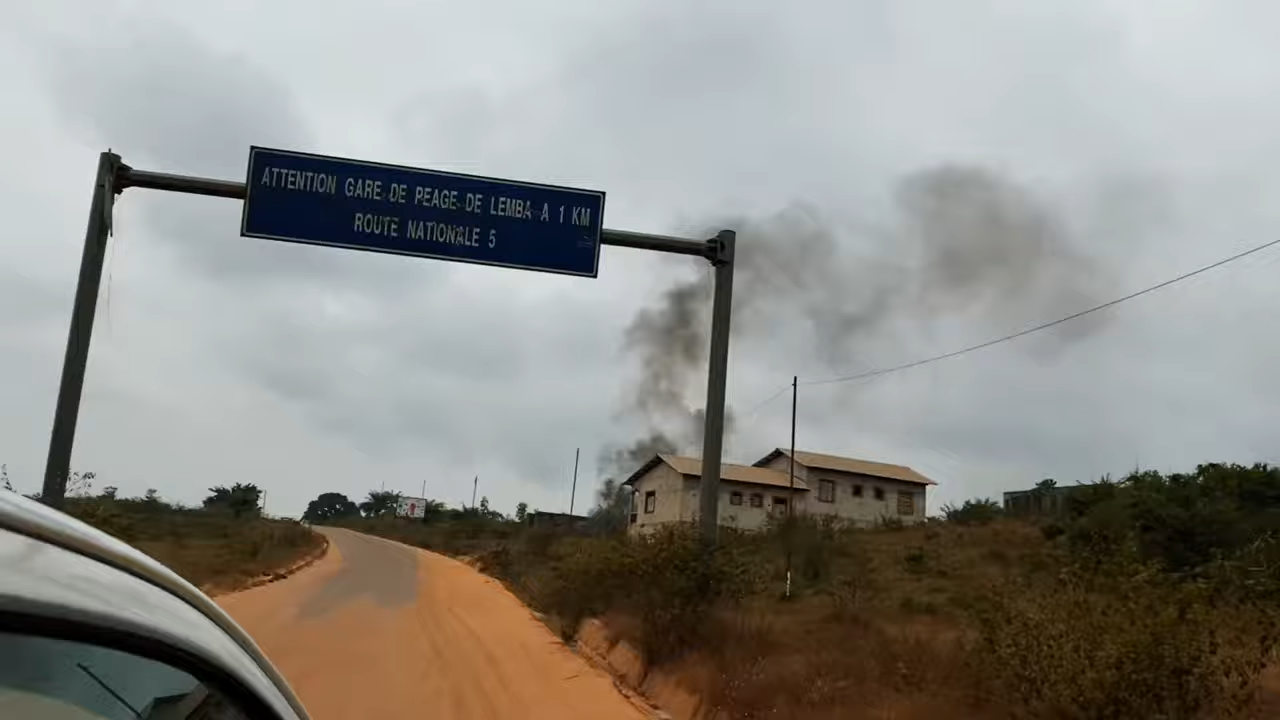 ATTENTION GARE DE PEAGE DE LEMBA A 1 KM
ROUTE NATIONALE 5